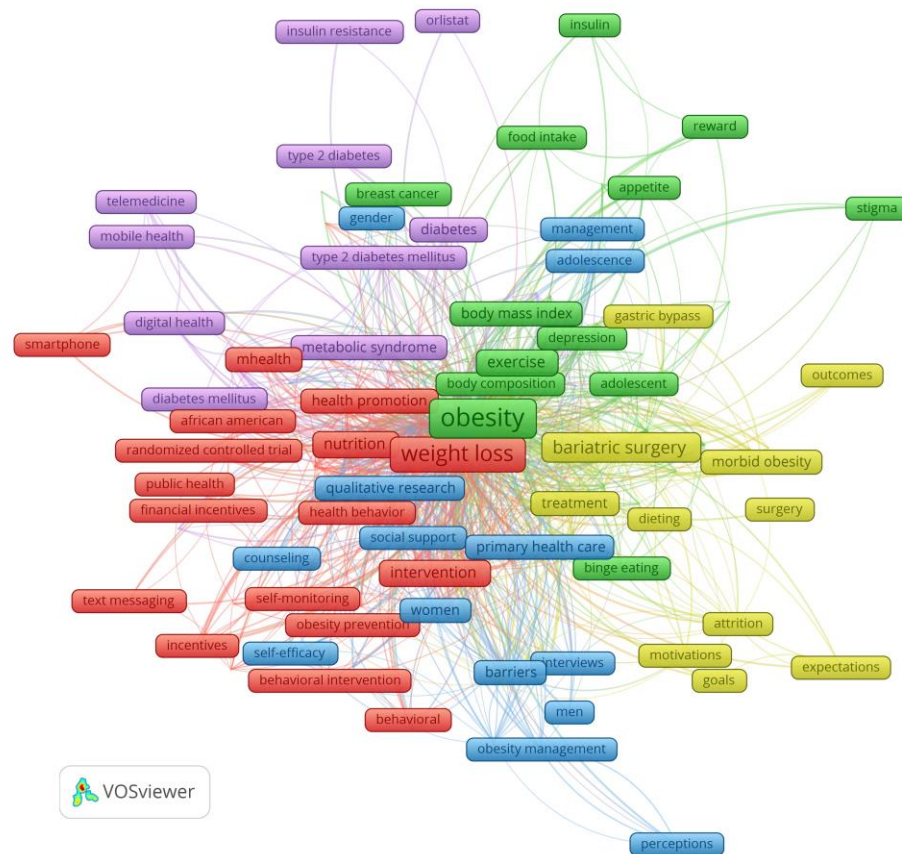 orlistat
insulin resistance
insulin
reward
food intake
type 2 diabetes
breast cancer
appetite
telemedicine
stigma
gender
mobile health
diabetes
management
type 2 diabetes mellitus
adolescence
body mass index
gastric bypass
digital health
smartphone
depression
metabolic syndrome
mhealth
exercise
outcomes
body composition
adolescent
diabetes mellitus
health promotion
african american
obesity
nutrition
weight loss
bariatric surgery
randomized controlled trial
morbid obesity
public health
qualitative research
financial incentives
health behavior
treatment
dieting
surgery
social support
primary health care
counseling
intervention
binge eating
text messaging
self-monitoring
women
obesity prevention
attrition
incentives
self-efficacy
interviews
motivations
expectations
behavioral intervention
barriers
goals
behavioral
men
obesity management
VOSviewer
perceptions